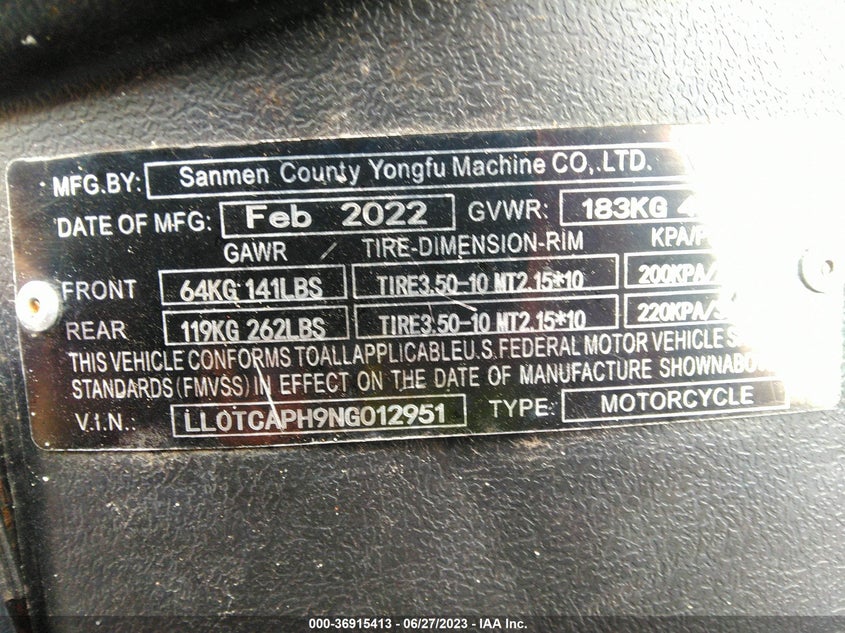 MFG.BY: Sanmen County Yongfu Machine CO,.LTD.
DATE OF MFG: Feb 2022 GVWR: 183KG
GAWR TIRE-DIMENSION-RIM
FRONT 64KG 141LBS TIRE3.50-10 MT2.15*10 200KPA/
REAR 119KG 262LBS TIRE3.50-10 MT2.15*10 220KPA/
THIS VEHICLE CONFORMS TOALLAPPLICABLEU.S.FEDERAL MOTOR VEHICLE
STANDARDS (FMVSS) IN EFFECT ON THE DATE OF MANUFACTURE
V.I.N.: LL0TCAPH9NG012951 TYPE: MOTORCYCLE
000-36915413 - 06/27/2023 - IAA Inc.